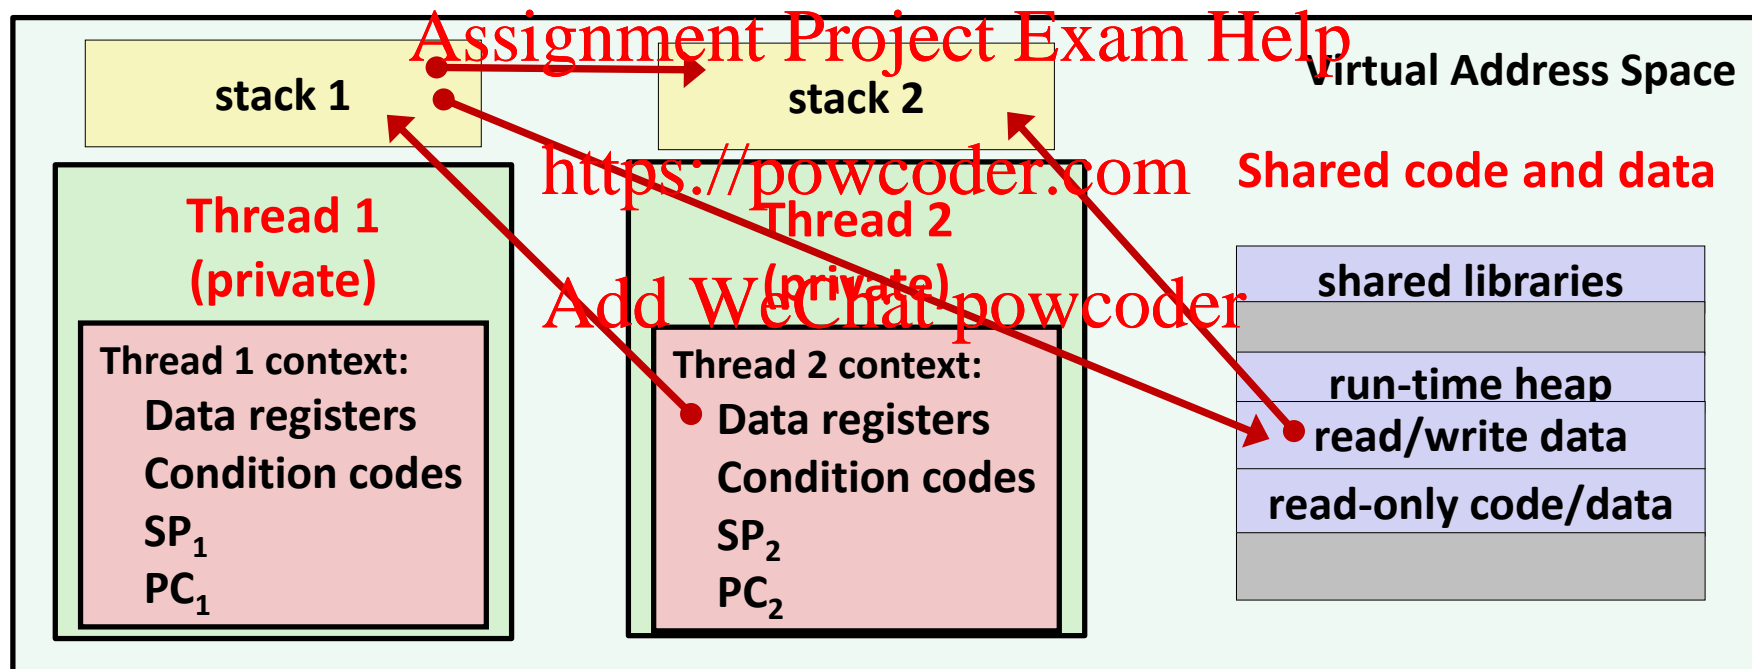 Assignment Project Exam Help
Virtual Address Space
stack 1
stack 2
https://powcoder.com
Shared code and data
Thread 1
(private)
Thread 2
(private)
Add WeChat powcoder
Thread 1 context:
Data registers
Condition codes
SP₁
PC₁
Thread 2 context:
Data registers
Condition codes
SP₂
PC₂
shared libraries
run-time heap
read/write data
read-only code/data